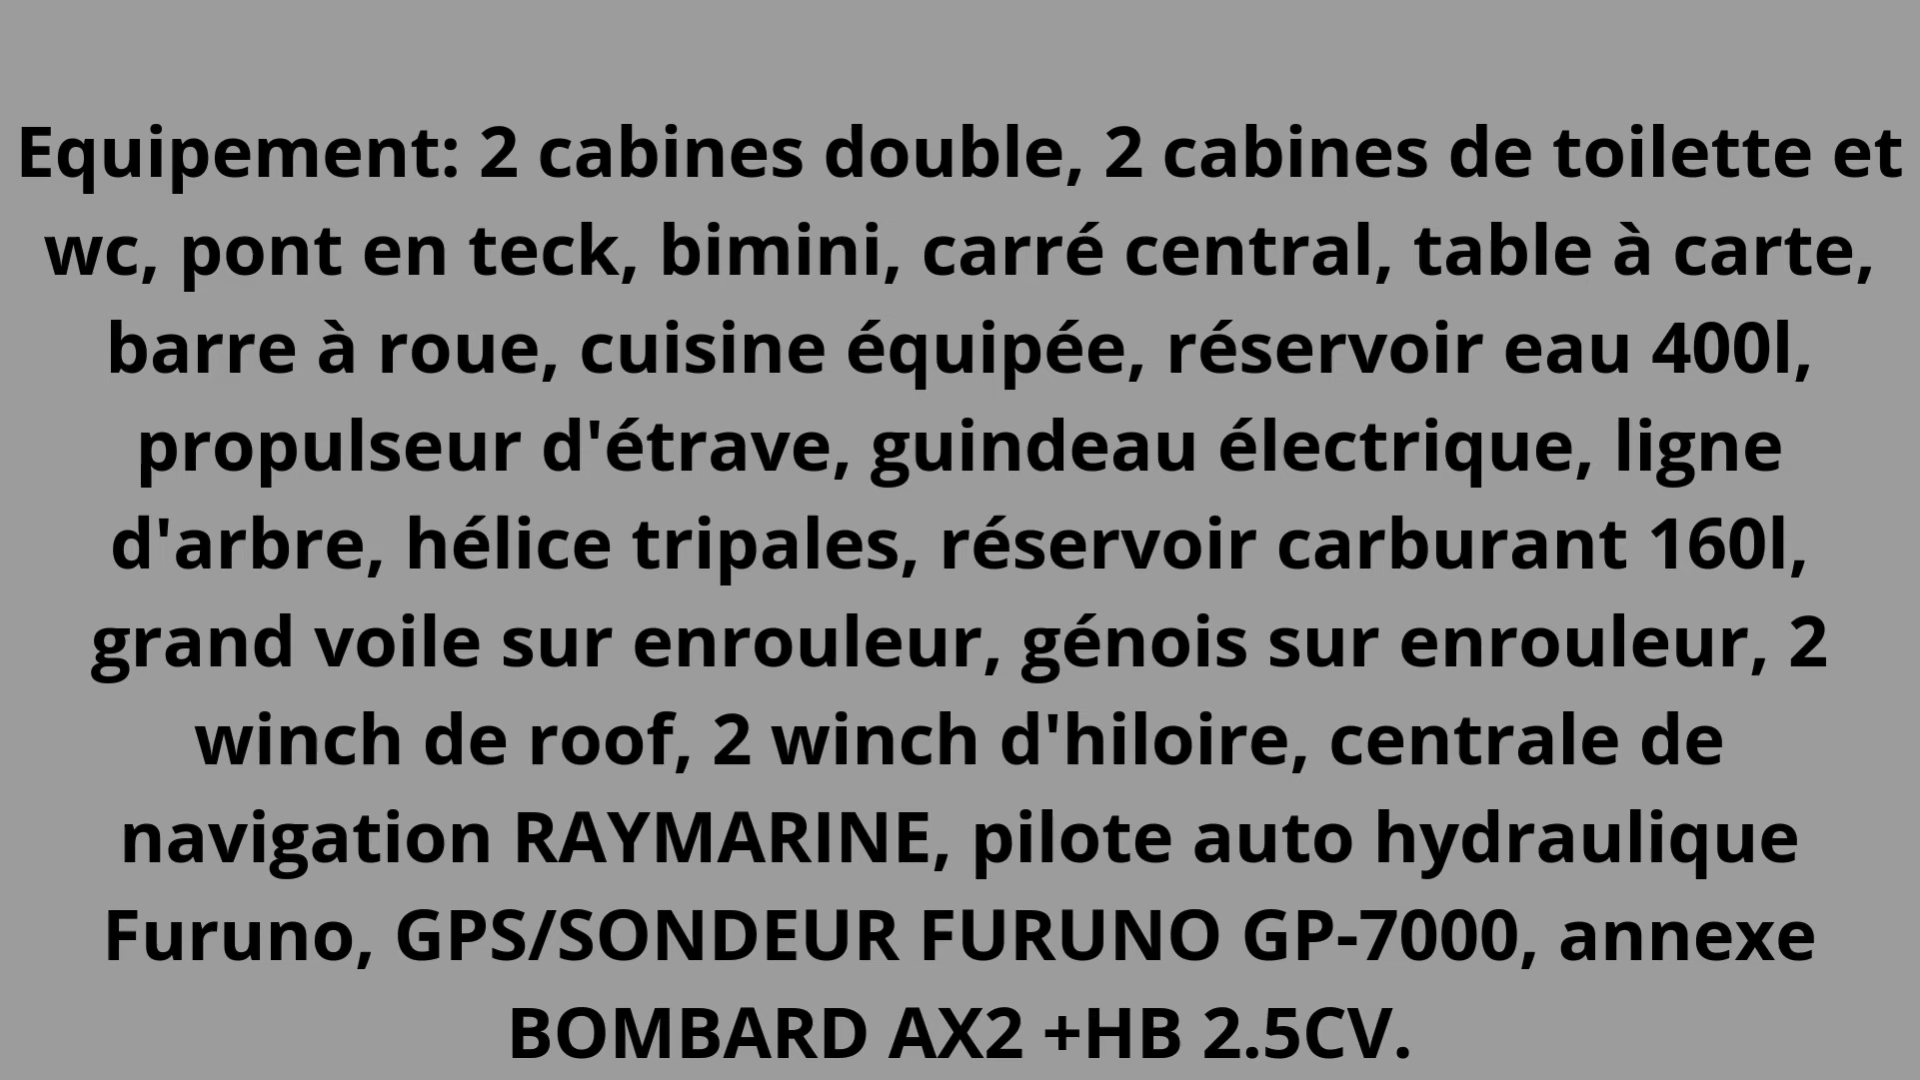 Equipement: 2 cabines double, 2 cabines de toilette et
wc, pont en teck, bimini, carré central, table à carte,
barre à roue, cuisine équipée, réservoir eau 400l,
propulseur d'étrave, guindeau électrique, ligne
d'arbre, hélice tripales, réservoir carburant 160l,
grand voile sur enrouleur, génois sur enrouleur, 2
winch de roof, 2 winch d'hiloire, centrale de
navigation RAYMARINE, pilote auto hydraulique
Furuno, GPS/SONDEUR FURUNO GP-7000, annexe
BOMBARD AX2 +HB 2.5CV.